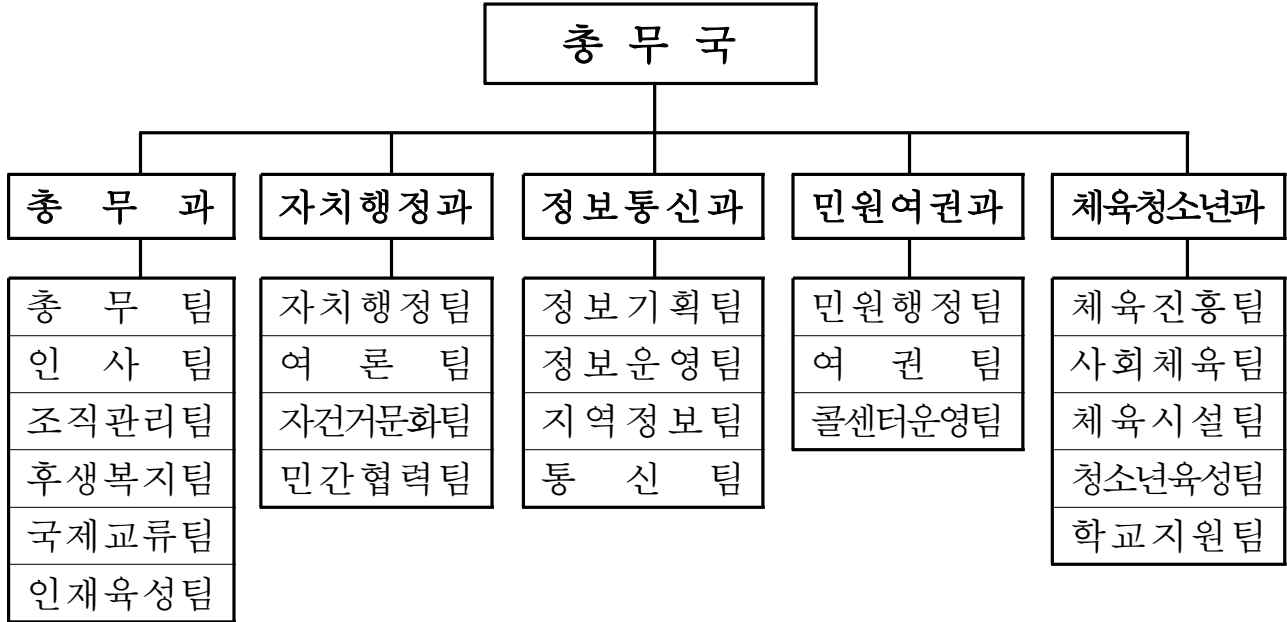 총 무 국
총 무 과
자치행정과
정보통신과
민원여권과
체육청소년과
총 무 팀
인 사 팀
조직관리팀
후생복지팀
국제교류팀
인재육성팀
자치행정팀
여 론 팀
자건거문화팀
민간협력팀
정보기획팀
정보운영팀
지역정보팀
통 신 팀
민원행정팀
여 권 팀
콜센터운영팀
체육진흥팀
사회체육팀
체육시설팀
청소년육성팀
학교지원팀